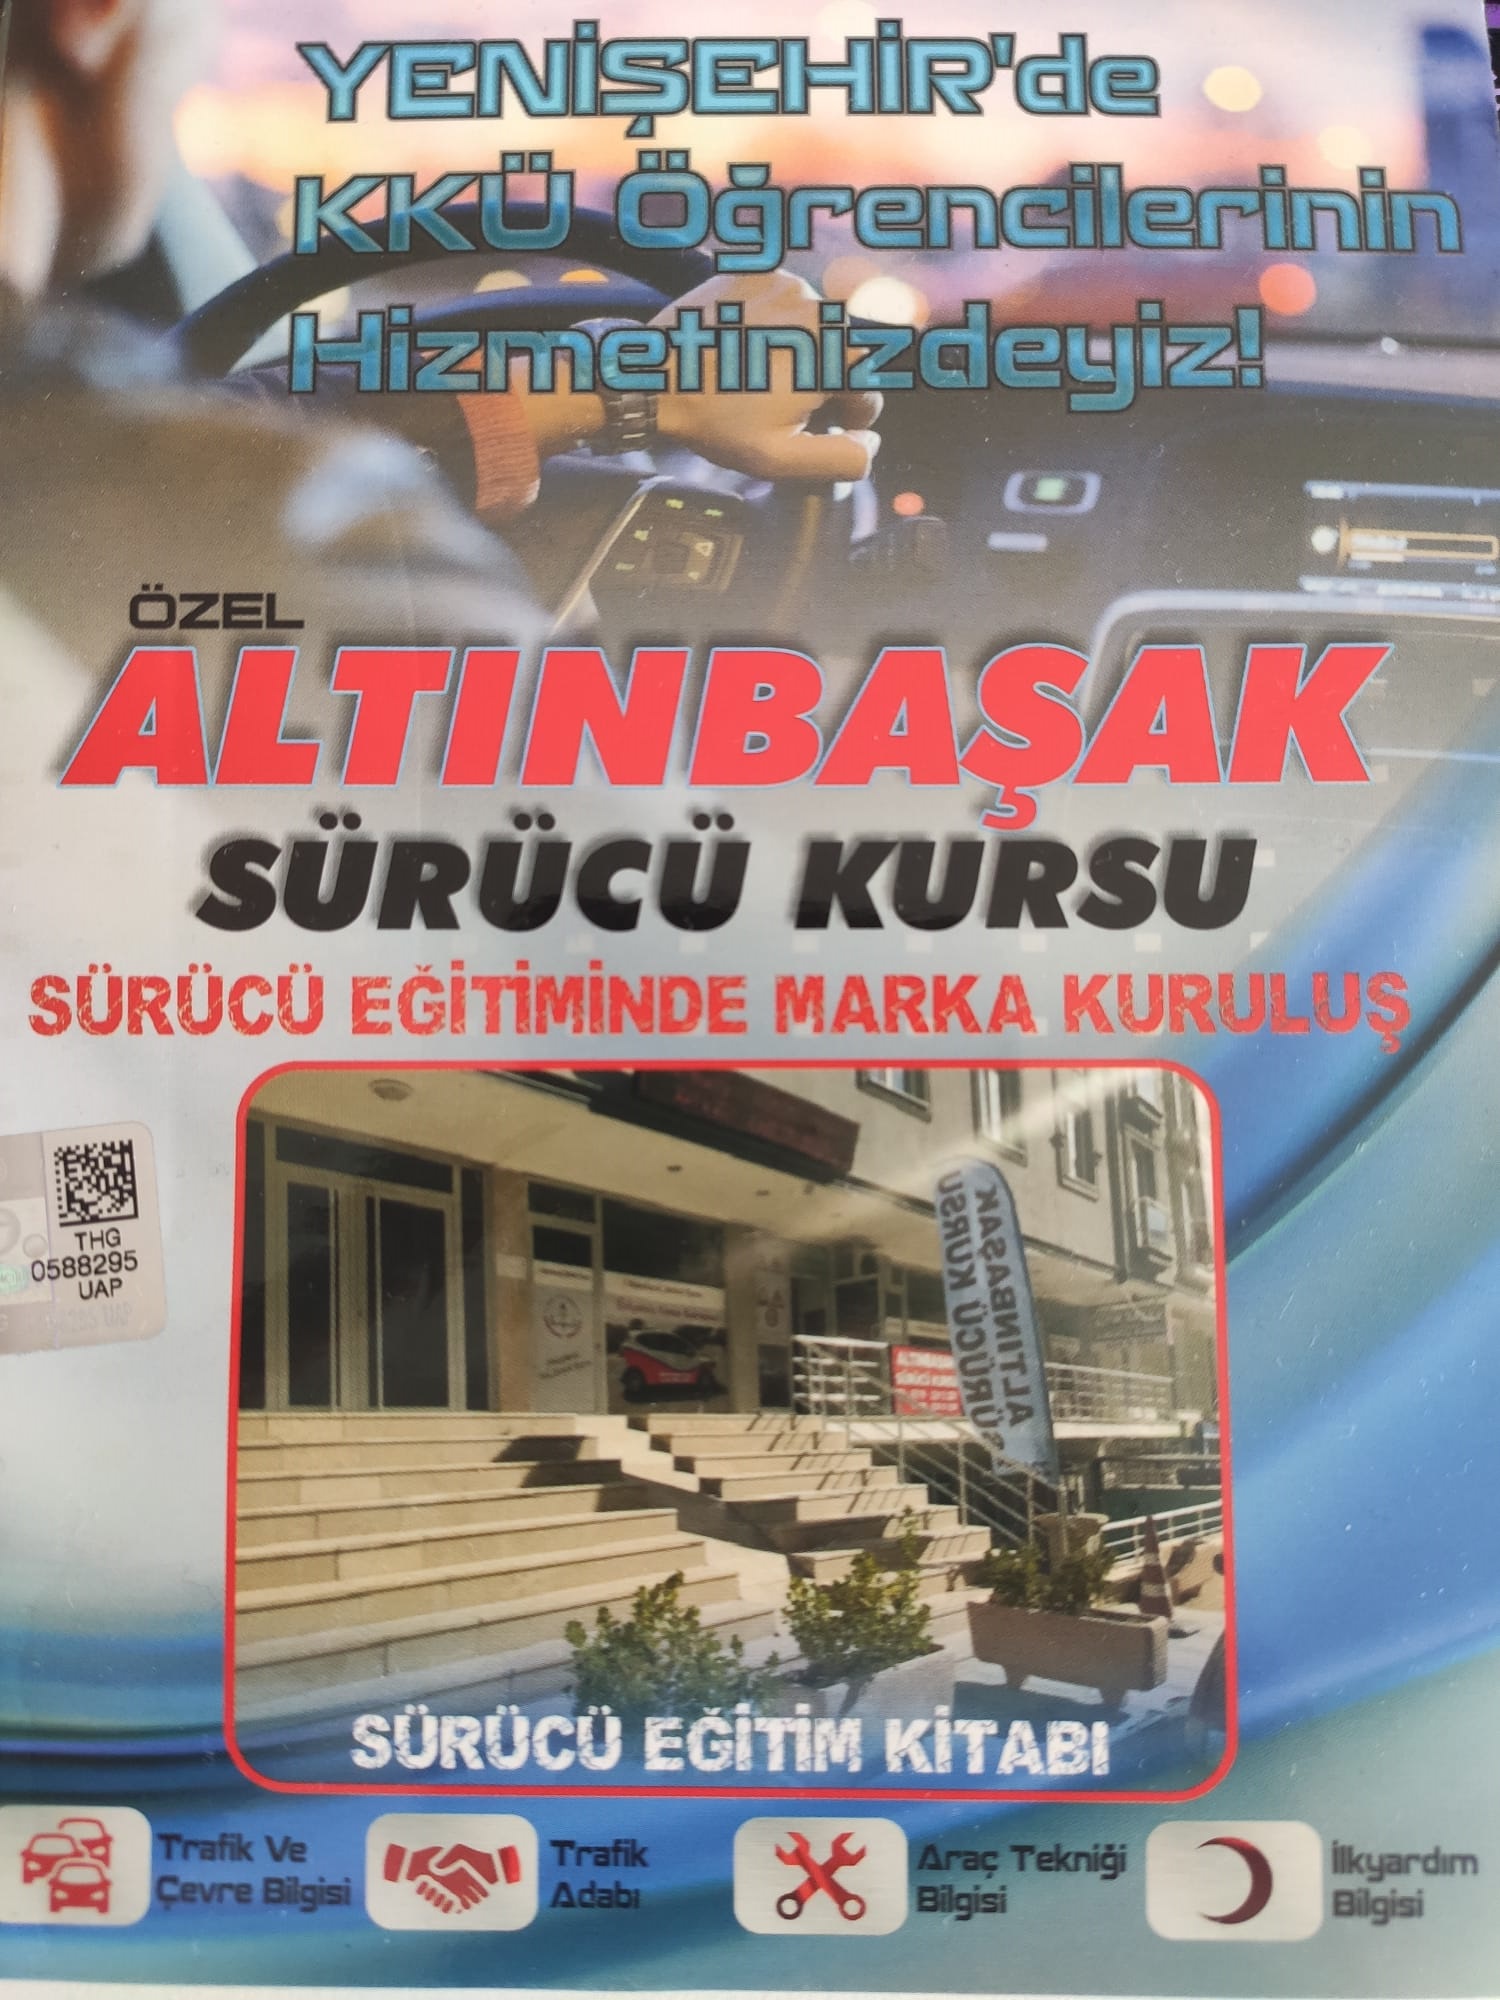 YENİŞEHİR'de
KKÜ Öğrencilerinin
Hizmetinizdeyiz!
ÖZEL
ALTINBAŞAK
SÜRÜCÜ KURSU
SÜRÜCÜ EĞİTİMİNDE MARKA KURULUŞ
THG
0588295
UAP
ALTINBAŞAK
SÜRÜCÜ KURSU
SÜRÜCÜ EĞİTİM KİTABI
Trafik Ve
Çevre Bilgisi
Trafik
Adabı
Araç Tekniği
Bilgisi
İlkyardım
Bilgisi